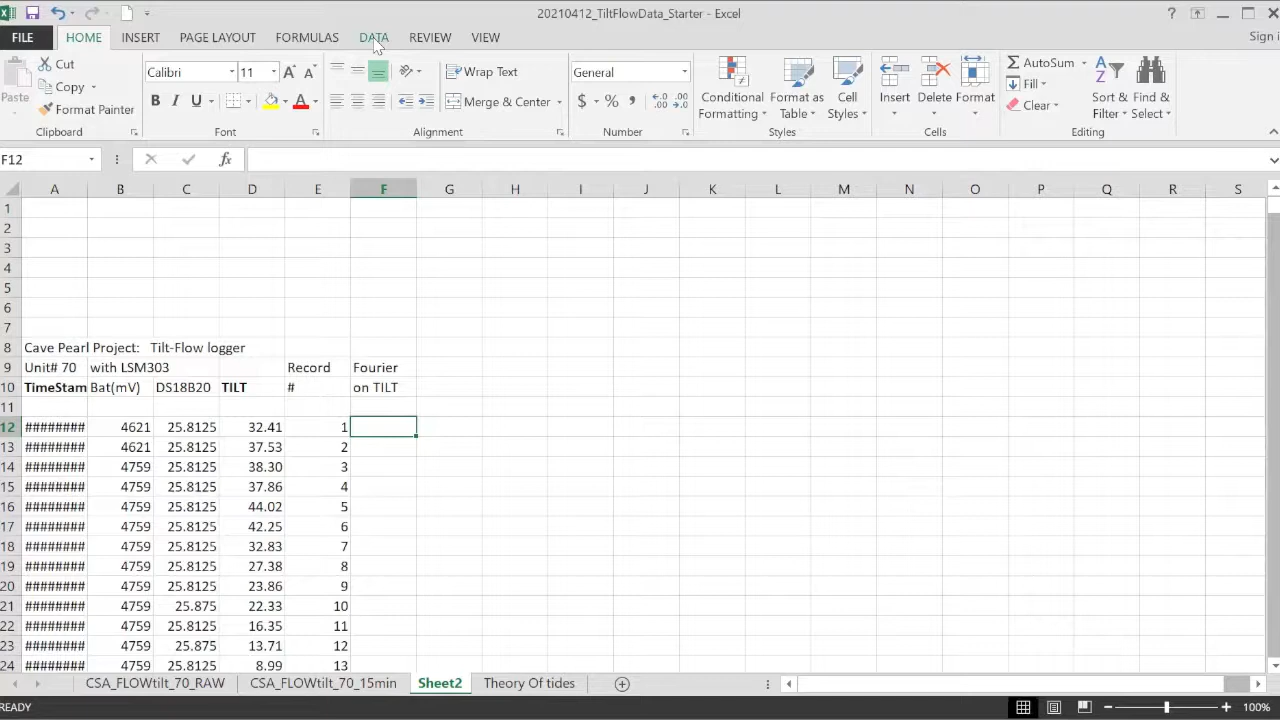 20210412_TiltFlowData_Starter - Excel
FILE HOME INSERT PAGE LAYOUT FORMULAS DATA REVIEW VIEW Sign i
Paste Cut Copy Format Painter
Calibri 11 B I U A A A
Wrap Text Merge & Center
General $ % ,
Conditional Formatting Format as Table Cell Styles
Insert Delete Format
AutoSum Fill Clear Sort & Filter Find & Select
Clipboard Font Alignment Number Styles Cells Editing
F12 fx
A B C D E F G H I J K L M N O P Q R S
1
2
3
4
5
6
7
8 Cave Pearl Project: Tilt-Flow logger
9 Unit# 70 with LSM303 Record Fourier
10 TimeStam Bat(mV) DS18B20 TILT # on TILT
11
12 ######## 4621 25.8125 32.41 1
13 ######## 4621 25.8125 37.53 2
14 ######## 4759 25.8125 38.30 3
15 ######## 4759 25.8125 37.86 4
16 ######## 4759 25.8125 44.02 5
17 ######## 4759 25.8125 42.25 6
18 ######## 4759 25.8125 32.83 7
19 ######## 4759 25.8125 27.38 8
20 ######## 4759 25.8125 23.86 9
21 ######## 4759 25.875 22.33 10
22 ######## 4759 25.8125 16.35 11
23 ######## 4759 25.875 13.71 12
24 ######## 4759 25.8125 8.99 13
CSA_FLOWtilt_70_RAW CSA_FLOWtilt_70_15min Sheet2 Theory Of tides
READY 100%